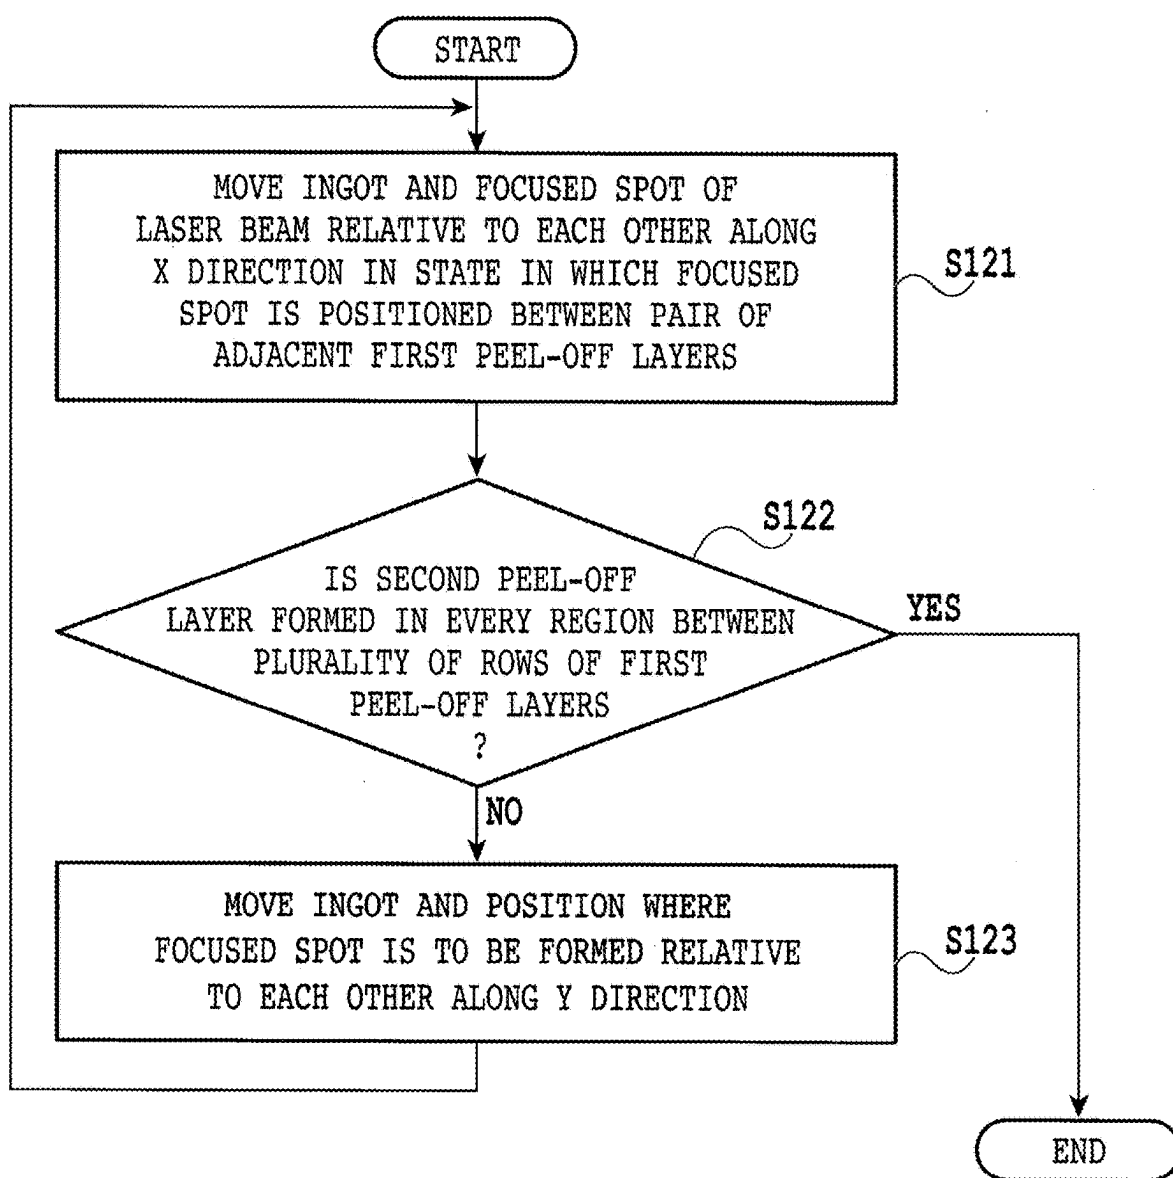 START
MOVE INGOT AND FOCUSED SPOT OF
LASER BEAM RELATIVE TO EACH OTHER ALONG
X DIRECTION IN STATE IN WHICH FOCUSED
SPOT IS POSITIONED BETWEEN PAIR OF
ADJACENT FIRST PEEL-OFF LAYERS
S121
S122
IS SECOND PEEL-OFF
LAYER FORMED IN EVERY REGION BETWEEN
PLURALITY OF ROWS OF FIRST
PEEL-OFF LAYERS
?
YES
NO
MOVE INGOT AND POSITION WHERE
FOCUSED SPOT IS TO BE FORMED RELATIVE
TO EACH OTHER ALONG Y DIRECTION
S123
END